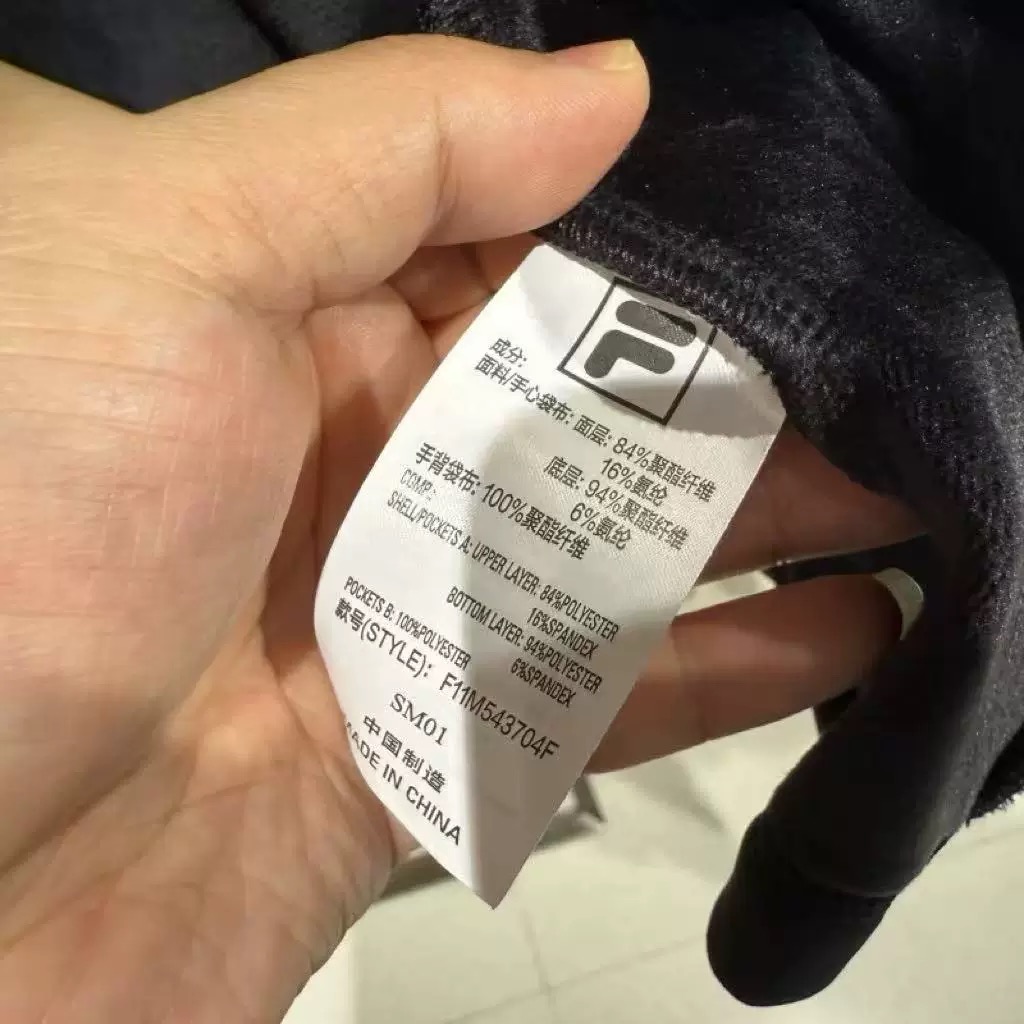 F
成分:
面料/手心袋布: 面层: 84%聚酯纤维
16%氨纶
底层: 94%聚酯纤维
6%氨纶
手背袋布: 100%聚酯纤维
COMP.:
SHELL/POCKETS A: UPPER LAYER: 84%POLYESTER
16%SPANDEX
BOTTOM LAYER: 94%POLYESTER
6%SPANDEX
POCKETS B: 100%POLYESTER
款号(STYLE): F11M543704F
SM01
中国制造
MADE IN CHINA